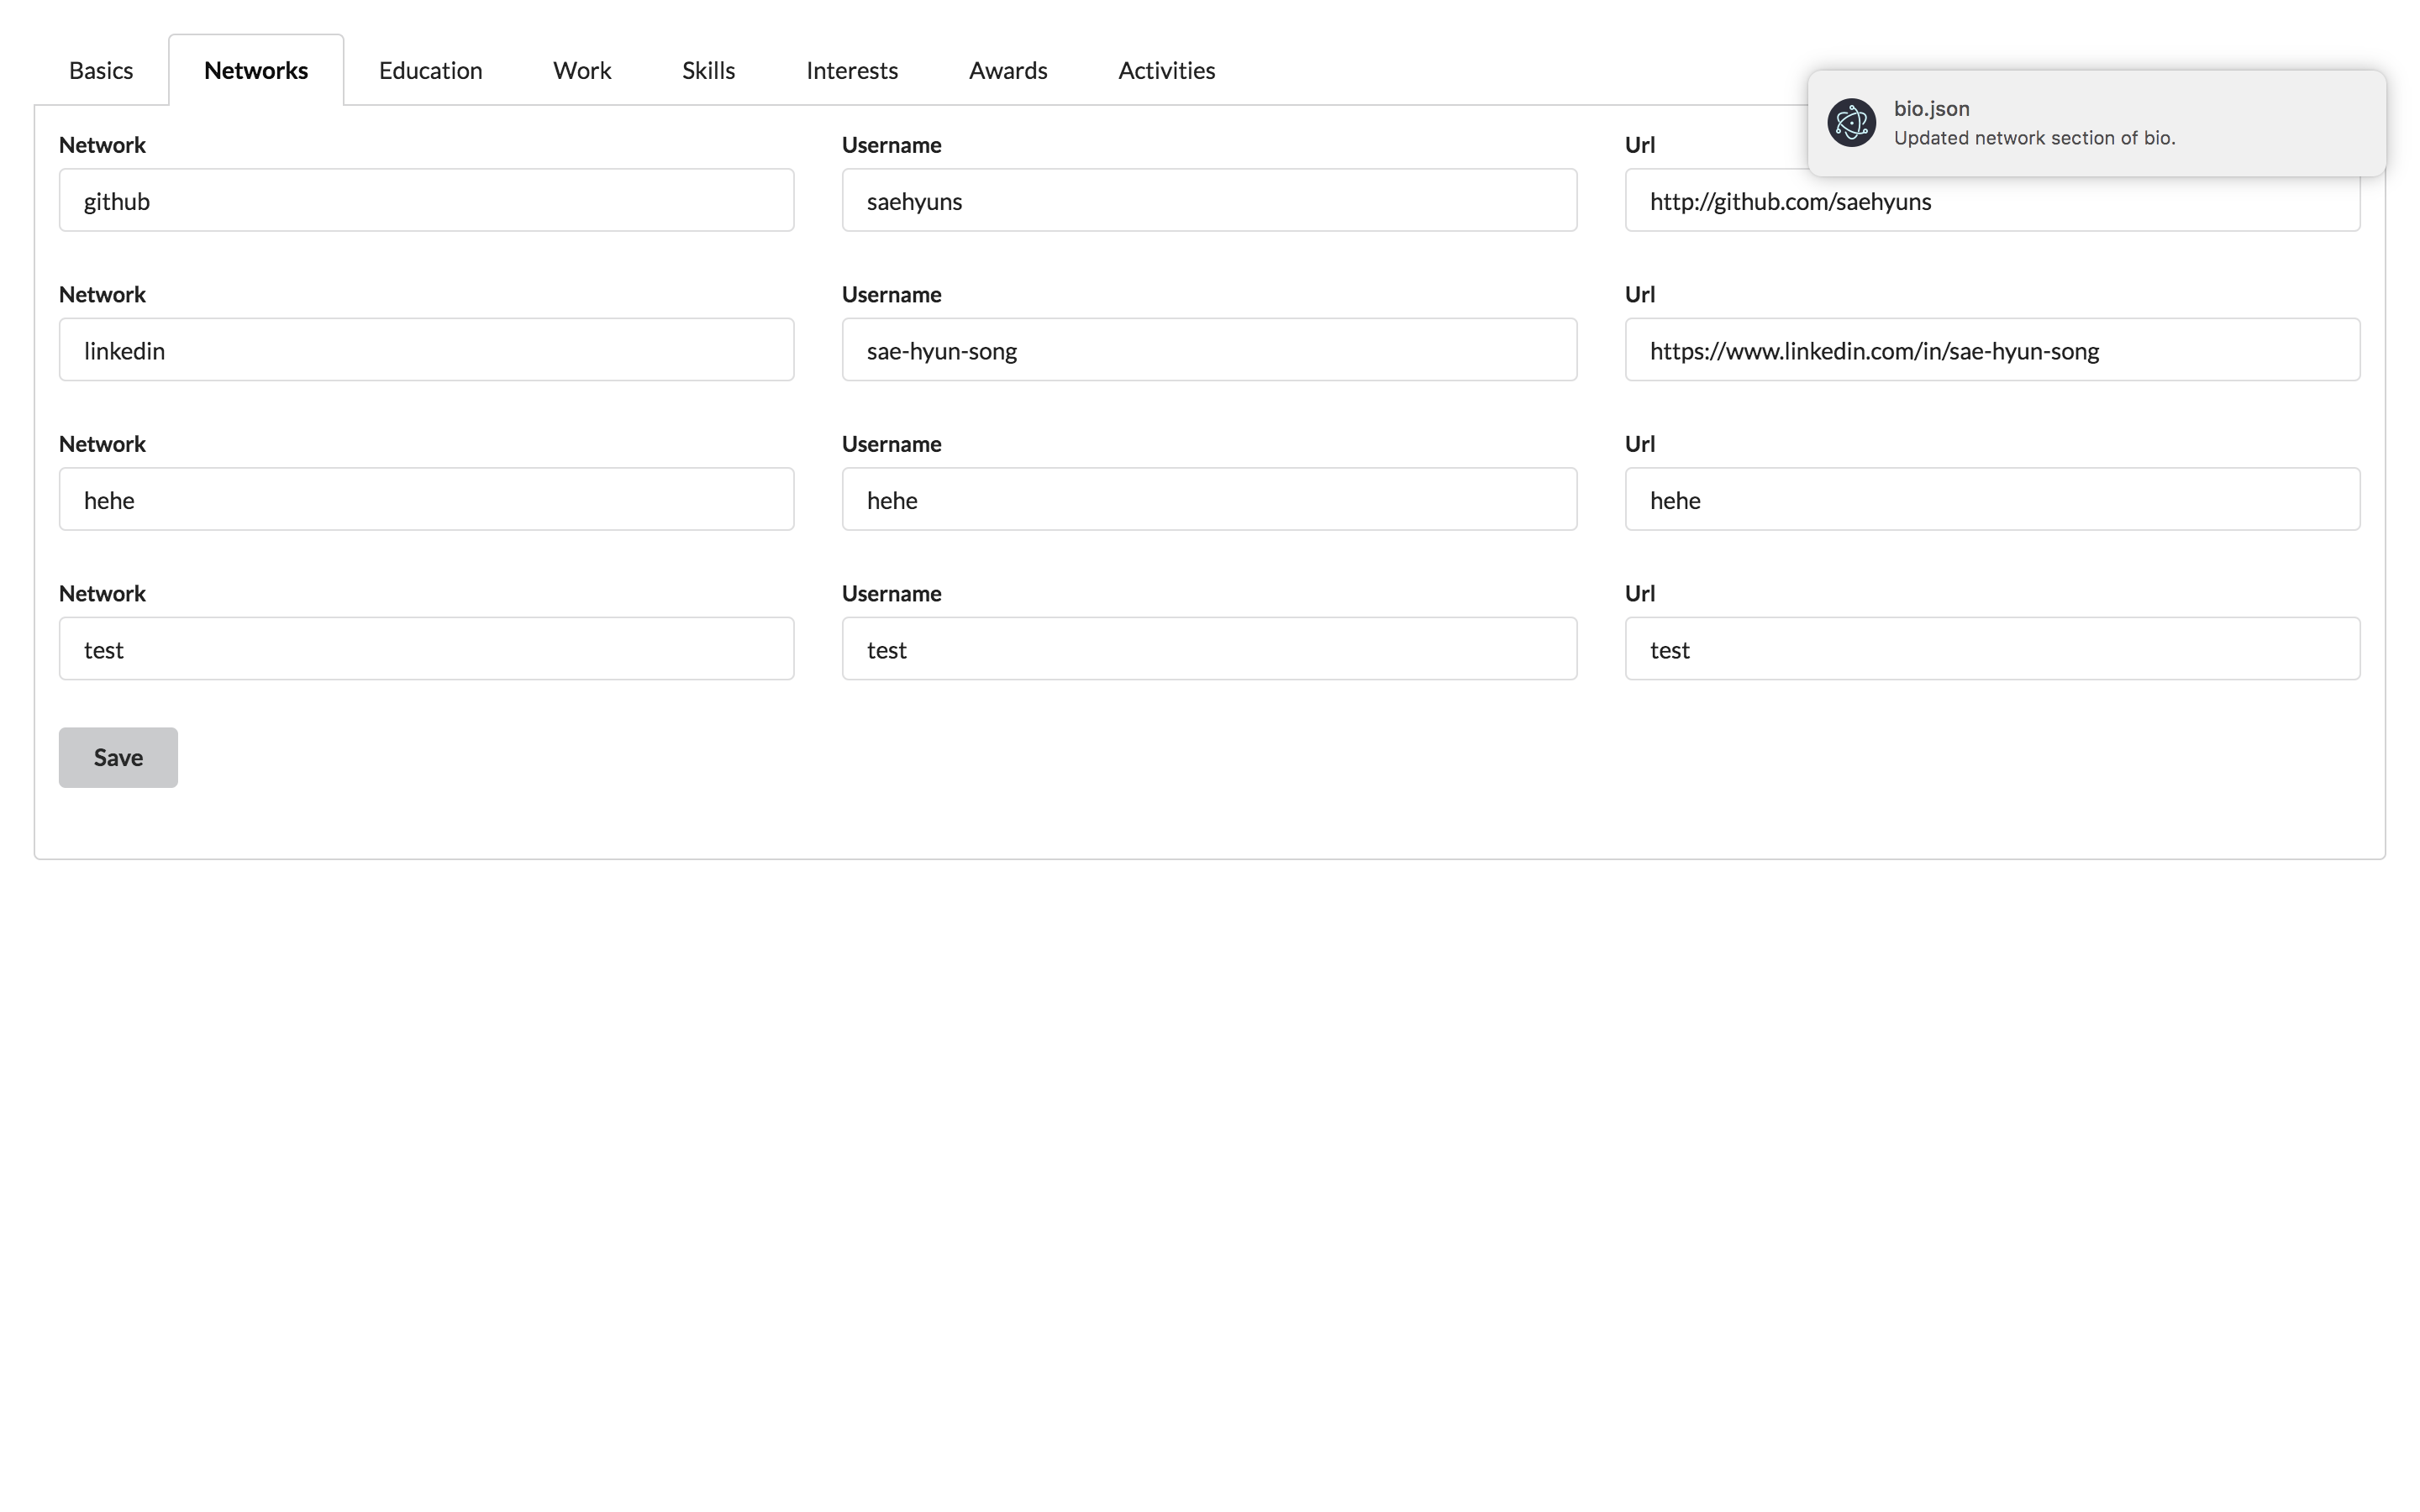 Basics Networks Education Work Skills Interests Awards Activities
bio.json
Updated network section of bio.
Network Username Url
github saehyuns http://github.com/saehyuns
Network Username Url
linkedin sae-hyun-song https://www.linkedin.com/in/sae-hyun-song
Network Username Url
hehe hehe hehe
Network Username Url
test test test
Save